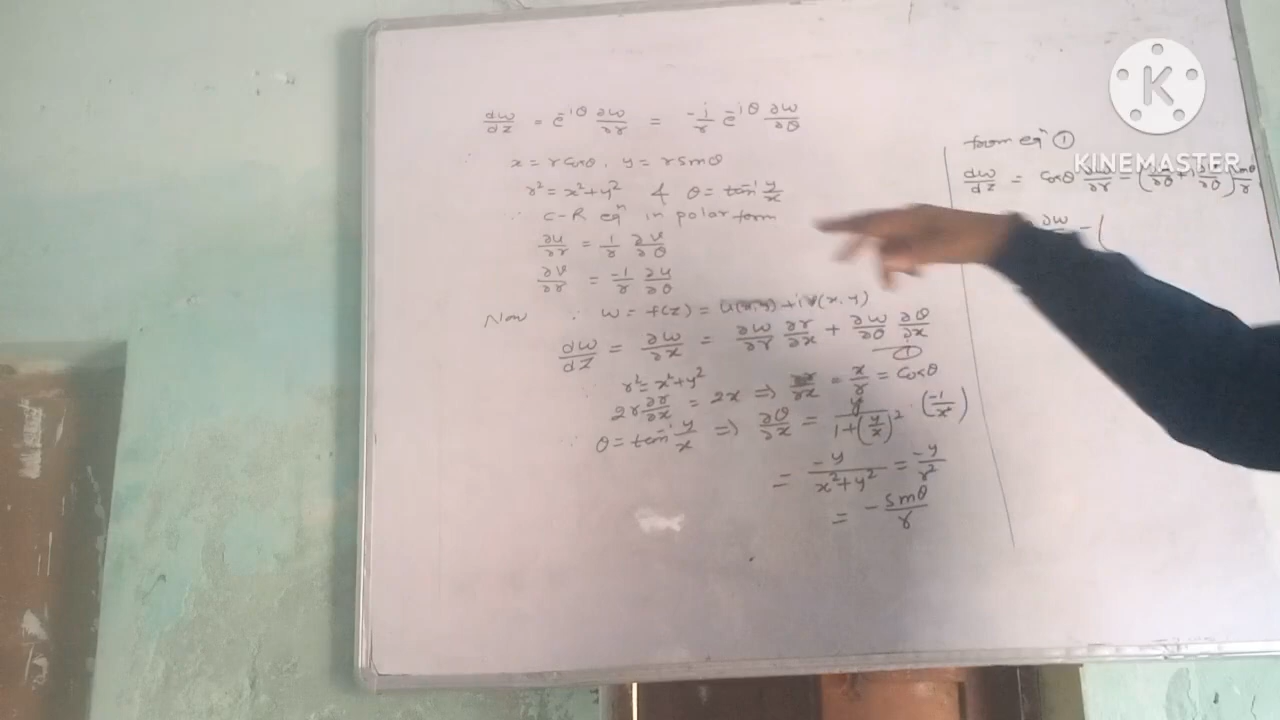 dw/dz = e^-iθ ∂w/∂r = -i/r e^-iθ ∂w/∂θ
∵ x = r cosθ, y = r sinθ
r² = x²+y² & θ = tan⁻¹ y/x
∵ C-R eqⁿ in polar form
∂u/∂r = 1/r ∂v/∂θ
∂v/∂r = -1/r ∂u/∂θ
Now ∵ w = f(z) = u(x,y) + iv(x,y)
dw/dz = ∂w/∂x = ∂w/∂r ∂r/∂x + ∂w/∂θ ∂θ/∂x
①
∵ r² = x²+y²
2r ∂r/∂x = 2x ⇒ = x/r = cosθ
∵ θ = tan⁻¹ y/x ⇒ ∂θ/∂x = y/1+(y/x)² · (-1/x²)
= -y/x²+y² = -y/r²
= -sinθ/r
from eqⁿ ①
dw/dz = cosθ ∂w/∂r - ( + i ∂v/∂θ) sinθ/r
∂w - (
K
KINEMASTER